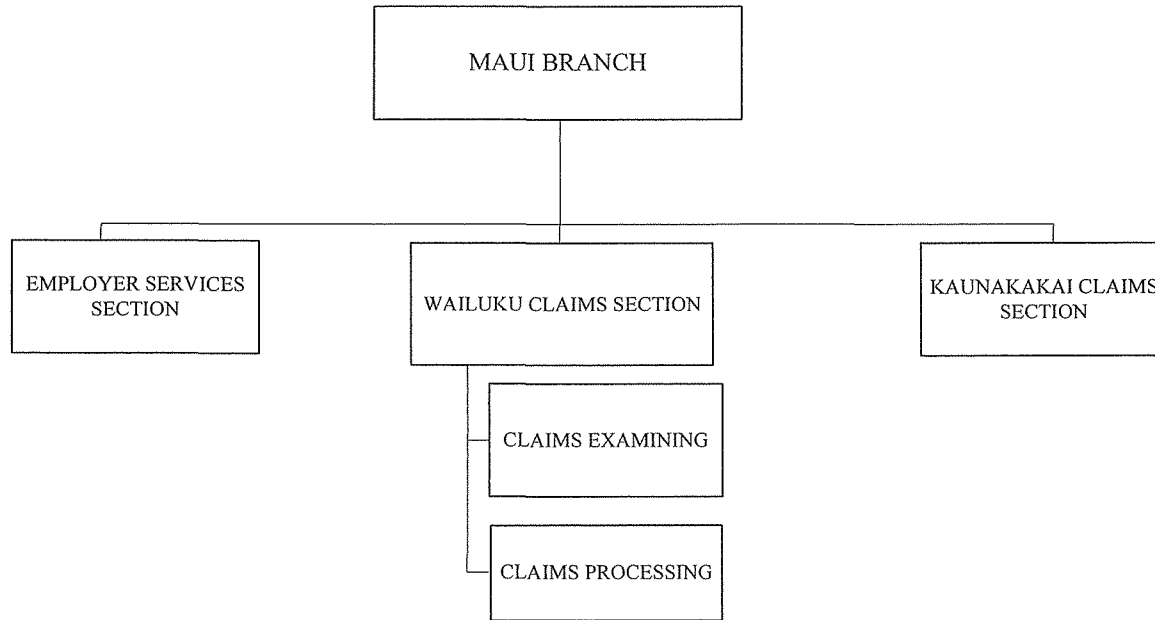 MAUI BRANCH
EMPLOYER SERVICES
SECTION
WAILUKU CLAIMS SECTION
KAUNAKAKAI CLAIMS
SECTION
CLAIMS EXAMINING
CLAIMS PROCESSING